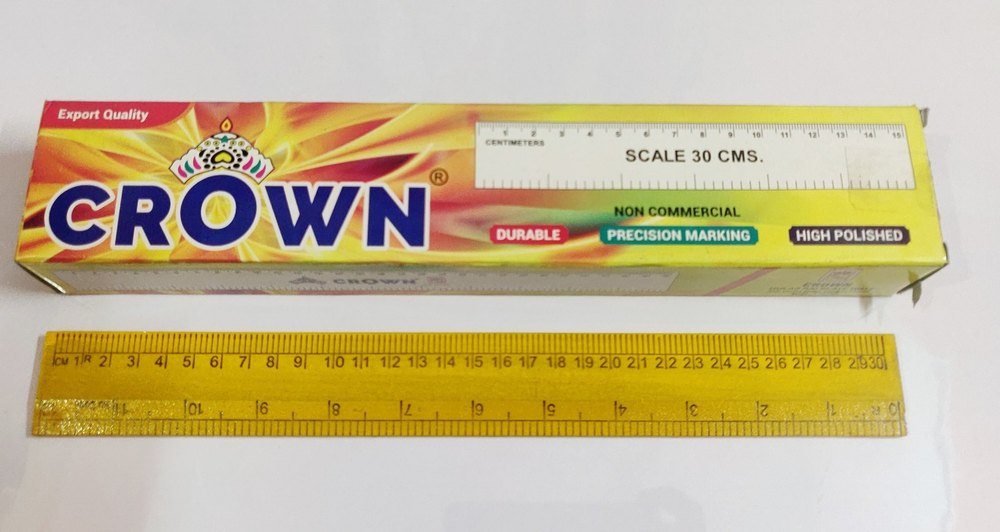 Export Quality
CROWN®
1 2 3 4 5 6 7 8 9 10 11 12 13 14 15
CENTIMETERS
SCALE 30 CMS.
NON COMMERCIAL
DURABLE PRECISION MARKING HIGH POLISHED
CROWN
CROWN
CM 1 R 2 3 4 5 6 7 8 9 10 11 12 13 14 15 16 17 18 19 20 21 22 23 24 25 26 27 28 29 30
11 10 9 8 7 6 5 4 3 2 1 R 0